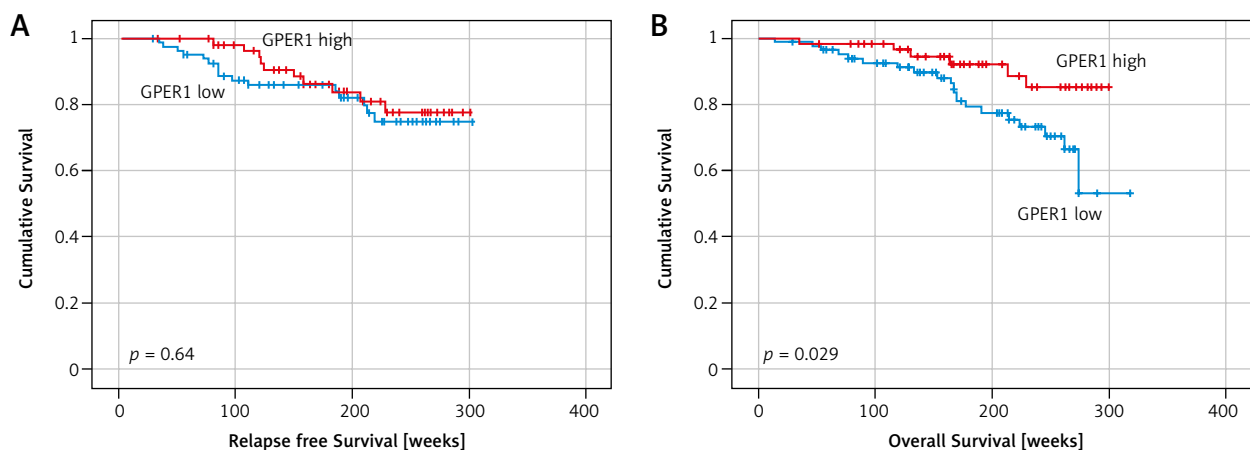 A
Cumulative Survival
1
0.8
0.6
0.4
0.2
0
GPER1 high
GPER1 low
p = 0.64
0 100 200 300 400
Relapse free Survival [weeks]
B
Cumulative Survival
1
0.8
0.6
0.4
0.2
0
GPER1 high
GPER1 low
p = 0.029
0 100 200 300 400
Overall Survival [weeks]